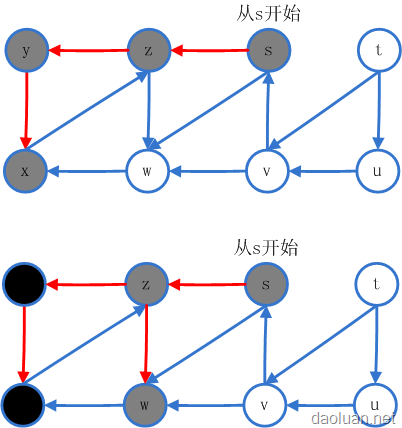 从s开始
y z s t
x w v u
从s开始
z s t
w v u
daoluan.net